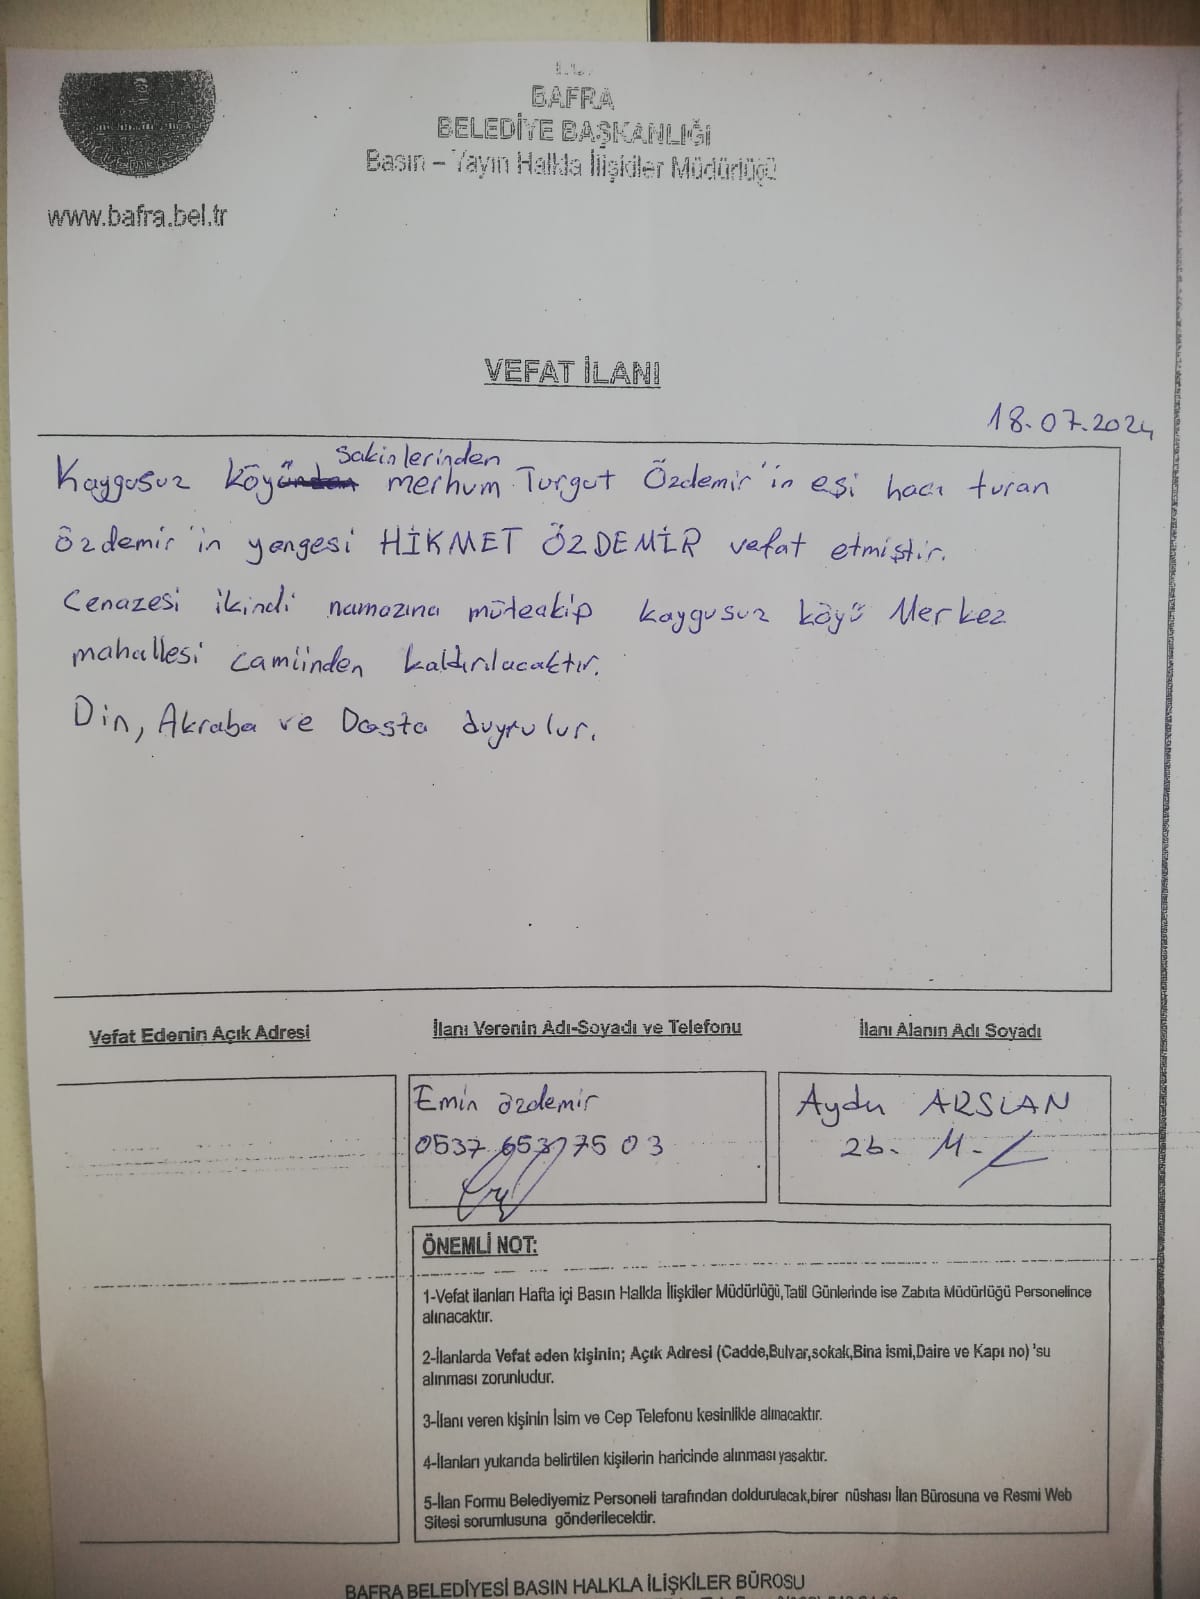 T.C.
BAFRA
BELEDİYE BAŞKANLIĞI
Basın – Yayın Halkla İlişkiler Müdürlüğü
www.bafra.bel.tr
VEFAT İLANI
18.07.2024
Sakinlerinden
Kaygusuz köyünden merhum Turgut Özdemir'in eşi hacı turan
özdemir'in yengesi HİKMET ÖZDEMİR vefat etmiştir.
Cenazesi ikindi namazına müteakip kaygusuz köyü Merkez
mahallesi camiinden kaldırılacaktır.
Din, Akraba ve Dosta duyrulur.
Vefat Edenin Açık Adresi
İlanı Verenin Adı-Soyadı ve Telefonu
İlanı Alanın Adı Soyadı
Emin özdemir
0537 653 75 03
Aydın ARSLAN
Zb. M.
ÖNEMLİ NOT:
1-Vefat ilanları Hafta içi Basın Halkla İlişkiler Müdürlüğü,Tatil Günlerinde ise Zabıta Müdürlüğü Personelince
alınacaktır.
2-İlanlarda Vefat eden kişinin; Açık Adresi (Cadde,Bulvar,sokak,Bina ismi,Daire ve Kapı no) 'su
alınması zorunludur.
3-İlanı veren kişinin İsim ve Cep Telefonu kesinlikle alınacaktır.
4-İlanları yukarıda belirtilen kişilerin haricinde alınması yasaktır.
5-İlan Formu Belediyemiz Personeli tarafından doldurulacak,birer nüshası İlan Bürosuna ve Resmi Web
Sitesi sorumlusuna gönderilecektir.
BAFRA BELEDİYESİ BASIN HALKLA İLİŞKİLER BÜROSU